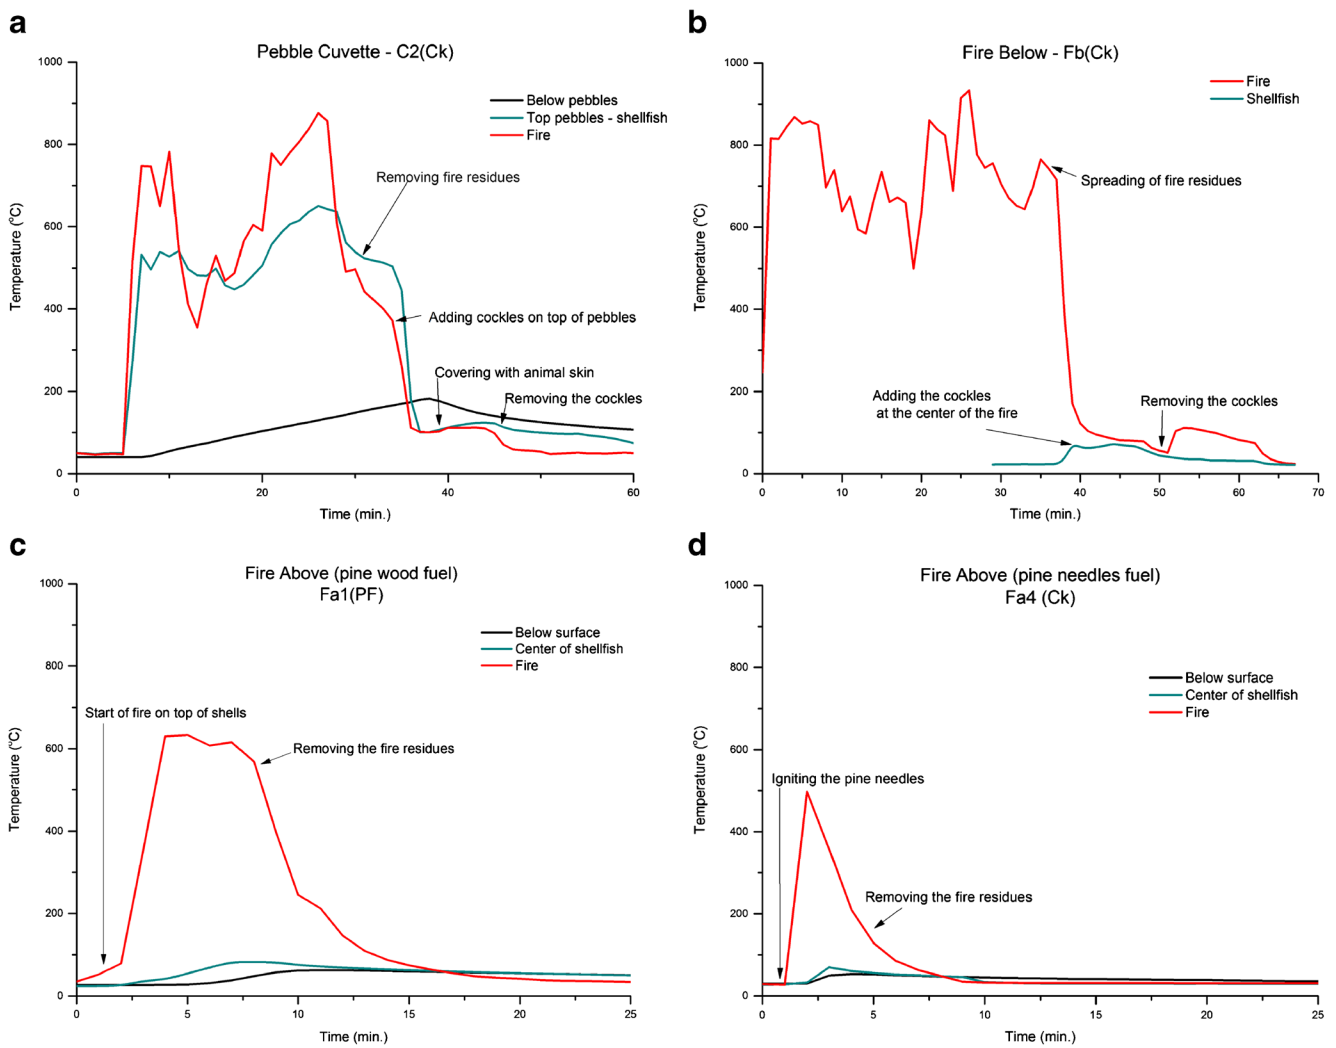 a
Pebble Cuvette - C2(Ck)
1000
800
600
400
200
0
Temperature (°C)
Below pebbles
Top pebbles - shellfish
Fire
Removing fire residues
Adding cockles on top of pebbles
Covering with animal skin
Removing the cockles
0
20
40
60
Time (min.)
b
Fire Below - Fb(Ck)
1000
800
600
400
200
0
Temperature (°C)
Fire
Shellfish
Spreading of fire residues
Adding the cockles
at the center of the fire
Removing the cockles
0
10
20
30
40
50
60
70
Time (min.)
c
Fire Above (pine wood fuel)
Fa1(PF)
1000
800
600
400
200
0
Temperature (°C)
Below surface
Center of shellfish
Fire
Start of fire on top of shells
Removing the fire residues
0
5
10
15
20
25
Time (min.)
d
Fire Above (pine needles fuel)
Fa4 (Ck)
1000
800
600
400
200
0
Temperature (°C)
Below surface
Center of shellfish
Fire
Igniting the pine needles
Removing the fire residues
0
5
10
15
20
25
Time (min.)